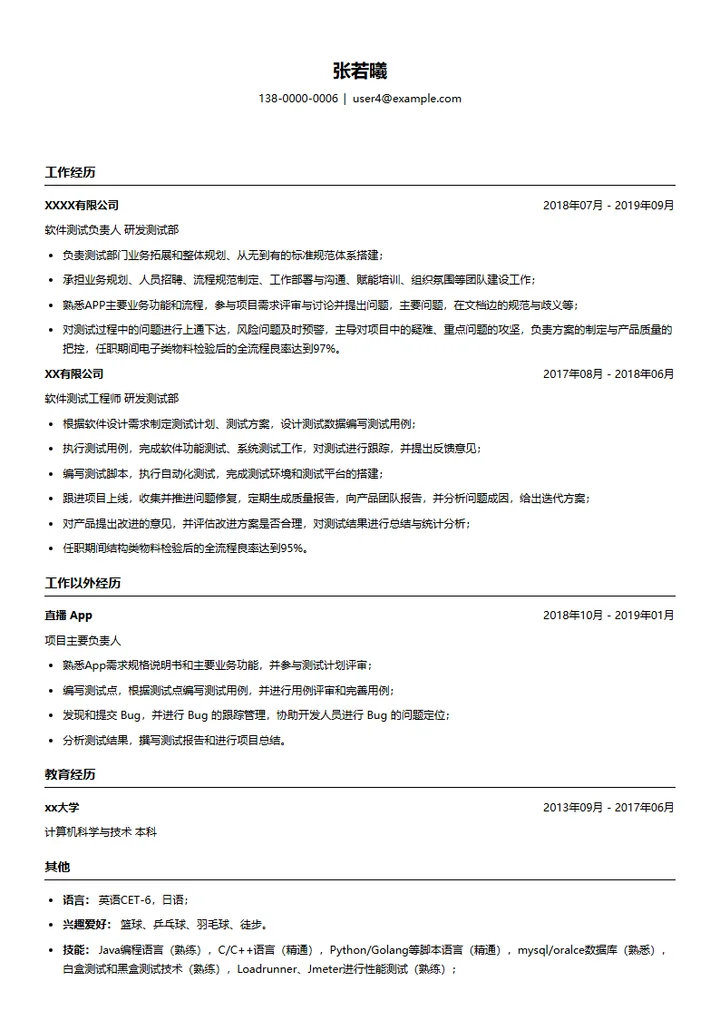 张若曦
138-0000-0006 | user4@example.com
工作经历
XXXX有限公司 2018年07月 - 2019年09月
软件测试负责人 研发测试部
• 负责测试部门业务拓展和整体规划、从无到有的标准规范体系搭建；
• 承担业务规划、人员招聘、流程规范制定、工作部署与沟通、赋能培训、组织氛围等团队建设工作；
• 熟悉APP主要业务功能和流程，参与项目需求评审与讨论并提出问题，主要问题，在文档边的规范与歧义等；
• 对测试过程中的问题进行上通下达，风险问题及时预警，主导对项目中的疑难、重点问题的攻坚，负责方案的制定与产品质量的
把控，任职期间电子类物料检验后的全流程良率达到97%。
XX有限公司 2017年08月 - 2018年06月
软件测试工程师 研发测试部
• 根据软件设计需求制定测试计划、测试方案，设计测试数据编写测试用例；
• 执行测试用例，完成软件功能测试、系统测试工作，对测试进行跟踪，并提出反馈意见；
• 编写测试脚本，执行自动化测试，完成测试环境和测试平台的搭建；
• 跟进项目上线，收集并推进问题修复，定期生成质量报告，向产品团队报告，并分析问题成因，给出迭代方案；
• 对产品提出改进的意见，并评估改进方案是否合理，对测试结果进行总结与统计分析；
• 任职期间结构类物料检验后的全流程良率达到95%。
工作以外经历
直播 App 2018年10月 - 2019年01月
项目主要负责人
• 熟悉App需求规格说明书和主要业务功能，并参与测试计划评审；
• 编写测试点，根据测试点编写测试用例，并进行用例评审和完善用例；
• 发现和提交 Bug，并进行 Bug 的跟踪管理，协助开发人员进行 Bug 的问题定位；
• 分析测试结果，撰写测试报告和进行项目总结。
教育经历
xx大学 2013年09月 - 2017年06月
计算机科学与技术 本科
其他
• 语言： 英语CET-6，日语；
• 兴趣爱好： 篮球、乒乓球、羽毛球、徒步。
• 技能： Java编程语言（熟练），C/C++语言（精通），Python/Golang等脚本语言（精通），mysql/oralce数据库（熟悉），
白盒测试和黑盒测试技术（熟练），Loadrunner、Jmeter进行性能测试（熟练）；